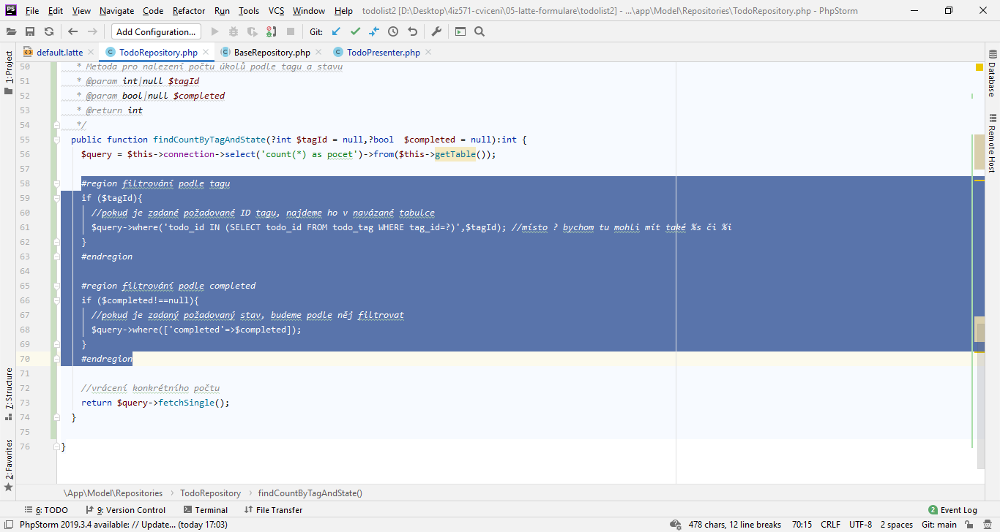 File Edit View Navigate Code Refactor Run Tools VCS Window Help todolist2 [D:\Desktop\4iz571-cviceni\05-latte-formulare\todolist2] - ...\app\Model\Repositories\TodoRepository.php - PhpStorm
Add Configuration... Git:
default.latte TodoRepository.php BaseRepository.php TodoPresenter.php
1: Project
7: Structure
2: Favorites
Database
Remote Host
50 * Metoda pro nalezení počtu úkolů podle tagu a stavu
51 * @param int|null $tagId
52 * @param bool|null $completed
53 * @return int
54 */
55 public function findCountByTagAndState(?int $tagId = null,?bool  $completed = null):int {
56 $query = $this->connection->select('count(*) as pocet')->from($this->getTable());
57
58 #region filtrování podle tagu
59 if ($tagId){
60 //pokud je zadané požadované ID tagu, najdeme ho v navázané tabulce
61 $query->where('todo_id IN (SELECT todo_id FROM todo_tag WHERE tag_id=?)',$tagId); //místo ? bychom tu mohli mít také %s či %i
62 }
63 #endregion
64
65 #region filtrování podle completed
66 if ($completed!==null){
67 //pokud je zadaný požadovaný stav, budeme podle něj filtrovat
68 $query->where(['completed'=>$completed]);
69 }
70 #endregion
71
72 //vrácení konkrétního počtu
73 return $query->fetchSingle();
74 }
75
76 }
\App\Model\Repositories TodoRepository findCountByTagAndState()
6: TODO 9: Version Control Terminal File Transfer 2 Event Log
PhpStorm 2019.3.4 available: // Update... (today 17:03) 478 chars, 12 line breaks 70:15 CRLF UTF-8 2 spaces Git: main